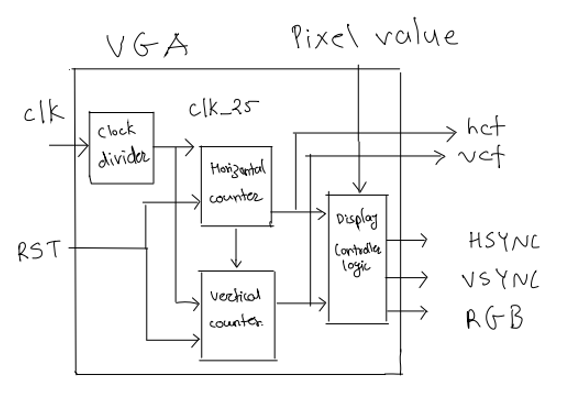 VGA
Pixel value
clk
clk_25
Clock
divider
hct
vct
Horizontal
counter
RST
Display
Controller
logic
HSYNC
VSYNC
RGB
vertical
counter.